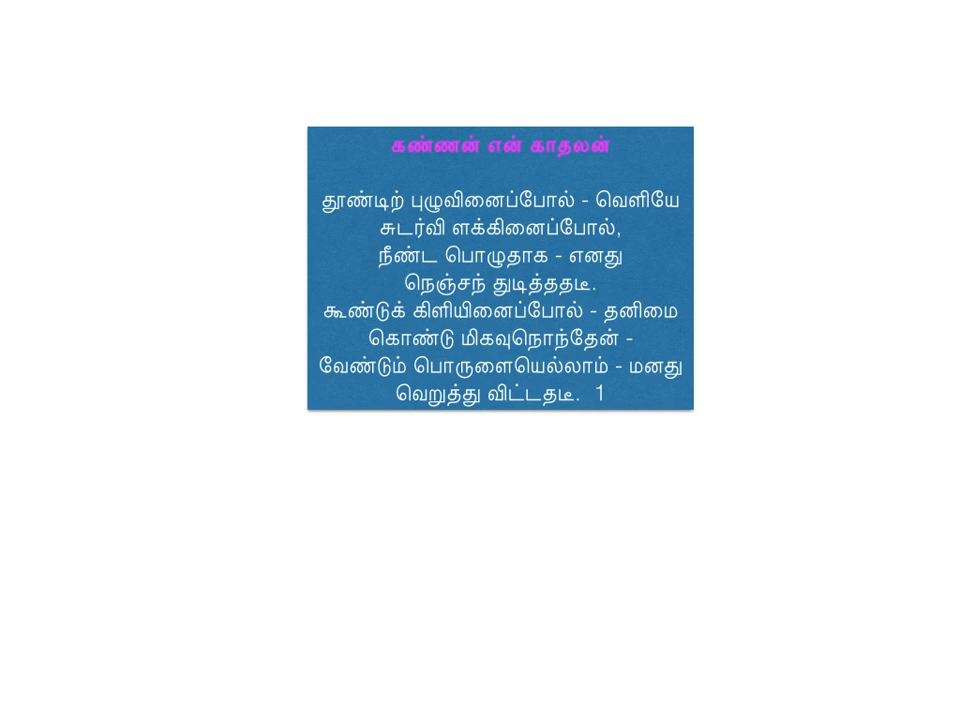 கண்ணன் என் காதலன்
தூண்டிற் புழுவினைப்போல் - வெளியே
சுடர்வி ளக்கினைப்போல்,
நீண்ட பொழுதாக - எனது
நெஞ்சந் துடித்ததடீ.
கூண்டுக் கிளியினைப்போல் - தனிமை
கொண்டு மிகவுநொந்தேன் -
வேண்டும் பொருளையெல்லாம் - மனது
வெறுத்து விட்டதடீ. 1